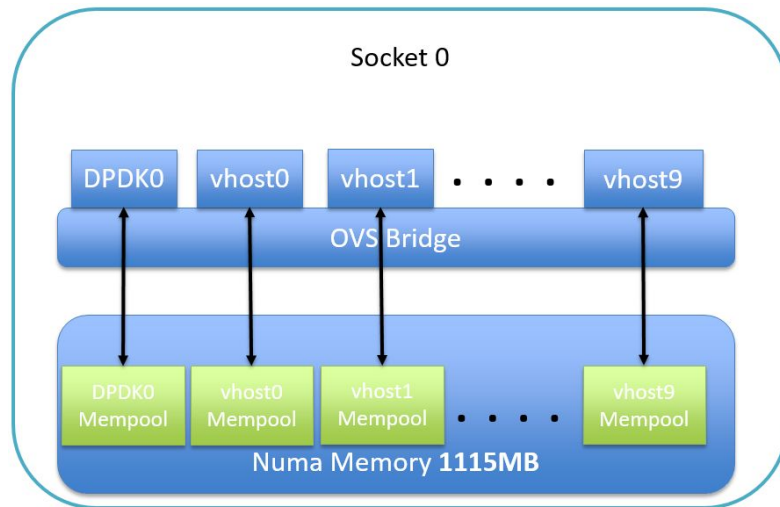 Socket 0
DPDK0 vhost0 vhost1 . . . . vhost9
OVS Bridge
DPDK0 vhost0 vhost1 vhost9
Mempool Mempool Mempool . . . . Mempool
Numa Memory 1115MB